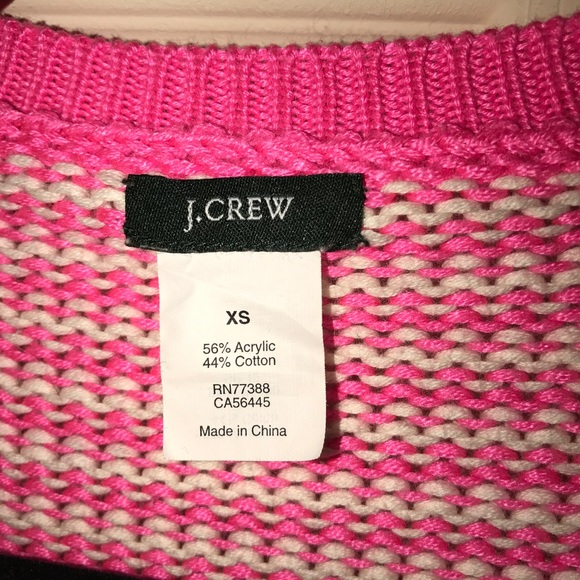 J.CREW
XS
56% Acrylic
44% Cotton
RN77388
CA56445
Made in China